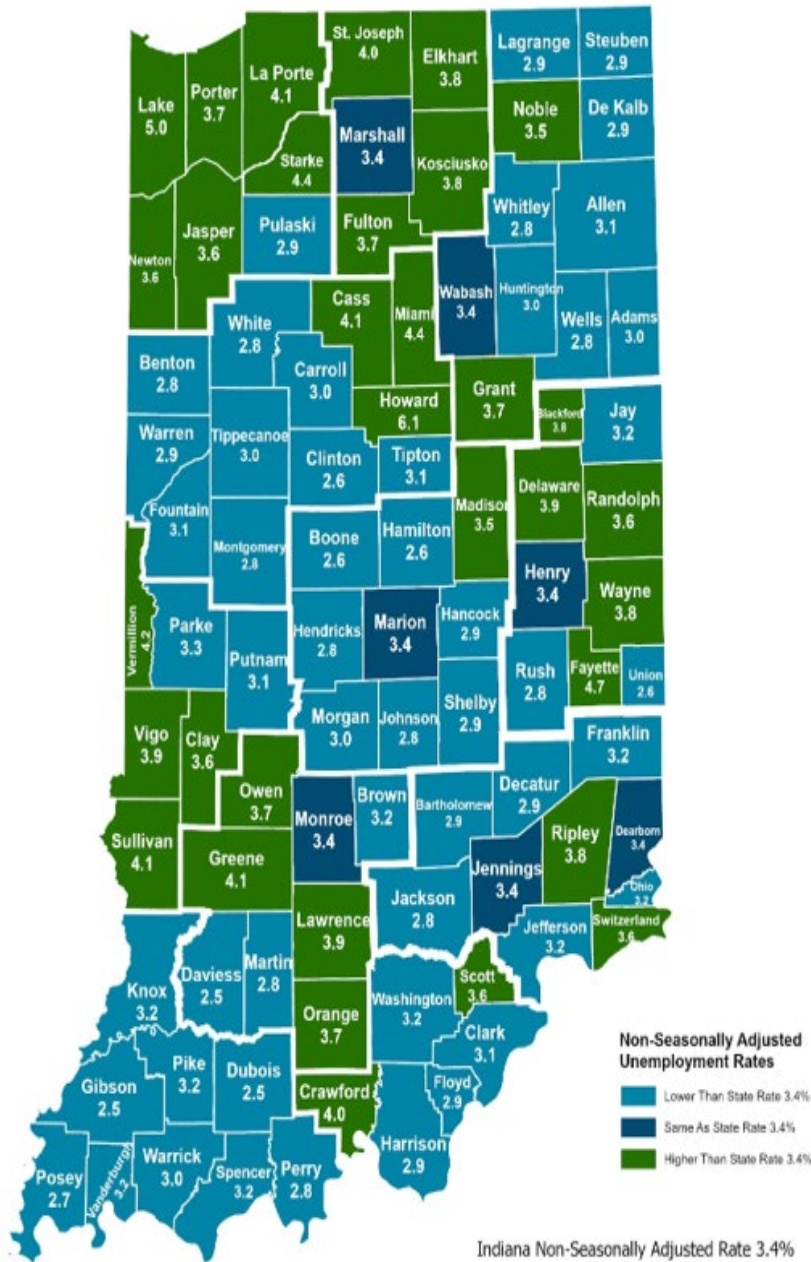 St. Joseph
4.0
Elkhart
3.8
Lagrange
2.9
Steuben
2.9
La Porte
4.1
Porter
3.7
Lake
5.0
Noble
3.5
De Kalb
2.9
Marshall
3.4
Starke
4.4
Kosciusko
3.8
Whitley
2.8
Allen
3.1
Newton
3.6
Jasper
3.6
Pulaski
2.9
Fulton
3.7
Wabash
3.4
Huntington
3.0
Wells
2.8
Adams
3.0
White
2.8
Cass
4.1
Miami
4.4
Benton
2.8
Carroll
3.0
Howard
6.1
Grant
3.7
Blackford
3.8
Jay
3.2
Warren
2.9
Tippecanoe
3.0
Clinton
2.6
Tipton
3.1
Madison
3.5
Delaware
3.9
Randolph
3.6
Fountain
3.1
Montgomery
2.8
Boone
2.6
Hamilton
2.6
Henry
3.4
Wayne
3.8
Vermillion
4.2
Parke
3.3
Putnam
3.1
Hendricks
2.8
Marion
3.4
Hancock
2.9
Rush
2.8
Fayette
4.7
Union
2.6
Vigo
3.9
Clay
3.6
Morgan
3.0
Johnson
2.8
Shelby
2.9
Franklin
3.2
Owen
3.7
Monroe
3.4
Brown
3.2
Bartholomew
2.9
Decatur
2.9
Ripley
3.8
Dearborn
3.4
Ohio
3.2
Sullivan
4.1
Greene
4.1
Jennings
3.4
Jackson
2.8
Lawrence
3.9
Jefferson
3.2
Switzerland
3.6
Knox
3.2
Daviess
2.5
Martin
2.8
Orange
3.7
Washington
3.2
Scott
3.6
Clark
3.1
Gibson
2.5
Pike
3.2
Dubois
2.5
Crawford
4.0
Floyd
2.9
Harrison
2.9
Posey
2.7
Vanderburgh
3.2
Warrick
3.0
Spencer
3.2
Perry
2.8
Non-Seasonally Adjusted
Unemployment Rates
Lower Than State Rate 3.4%
Same As State Rate 3.4%
Higher Than State Rate 3.4%
Indiana Non-Seasonally Adjusted Rate 3.4%